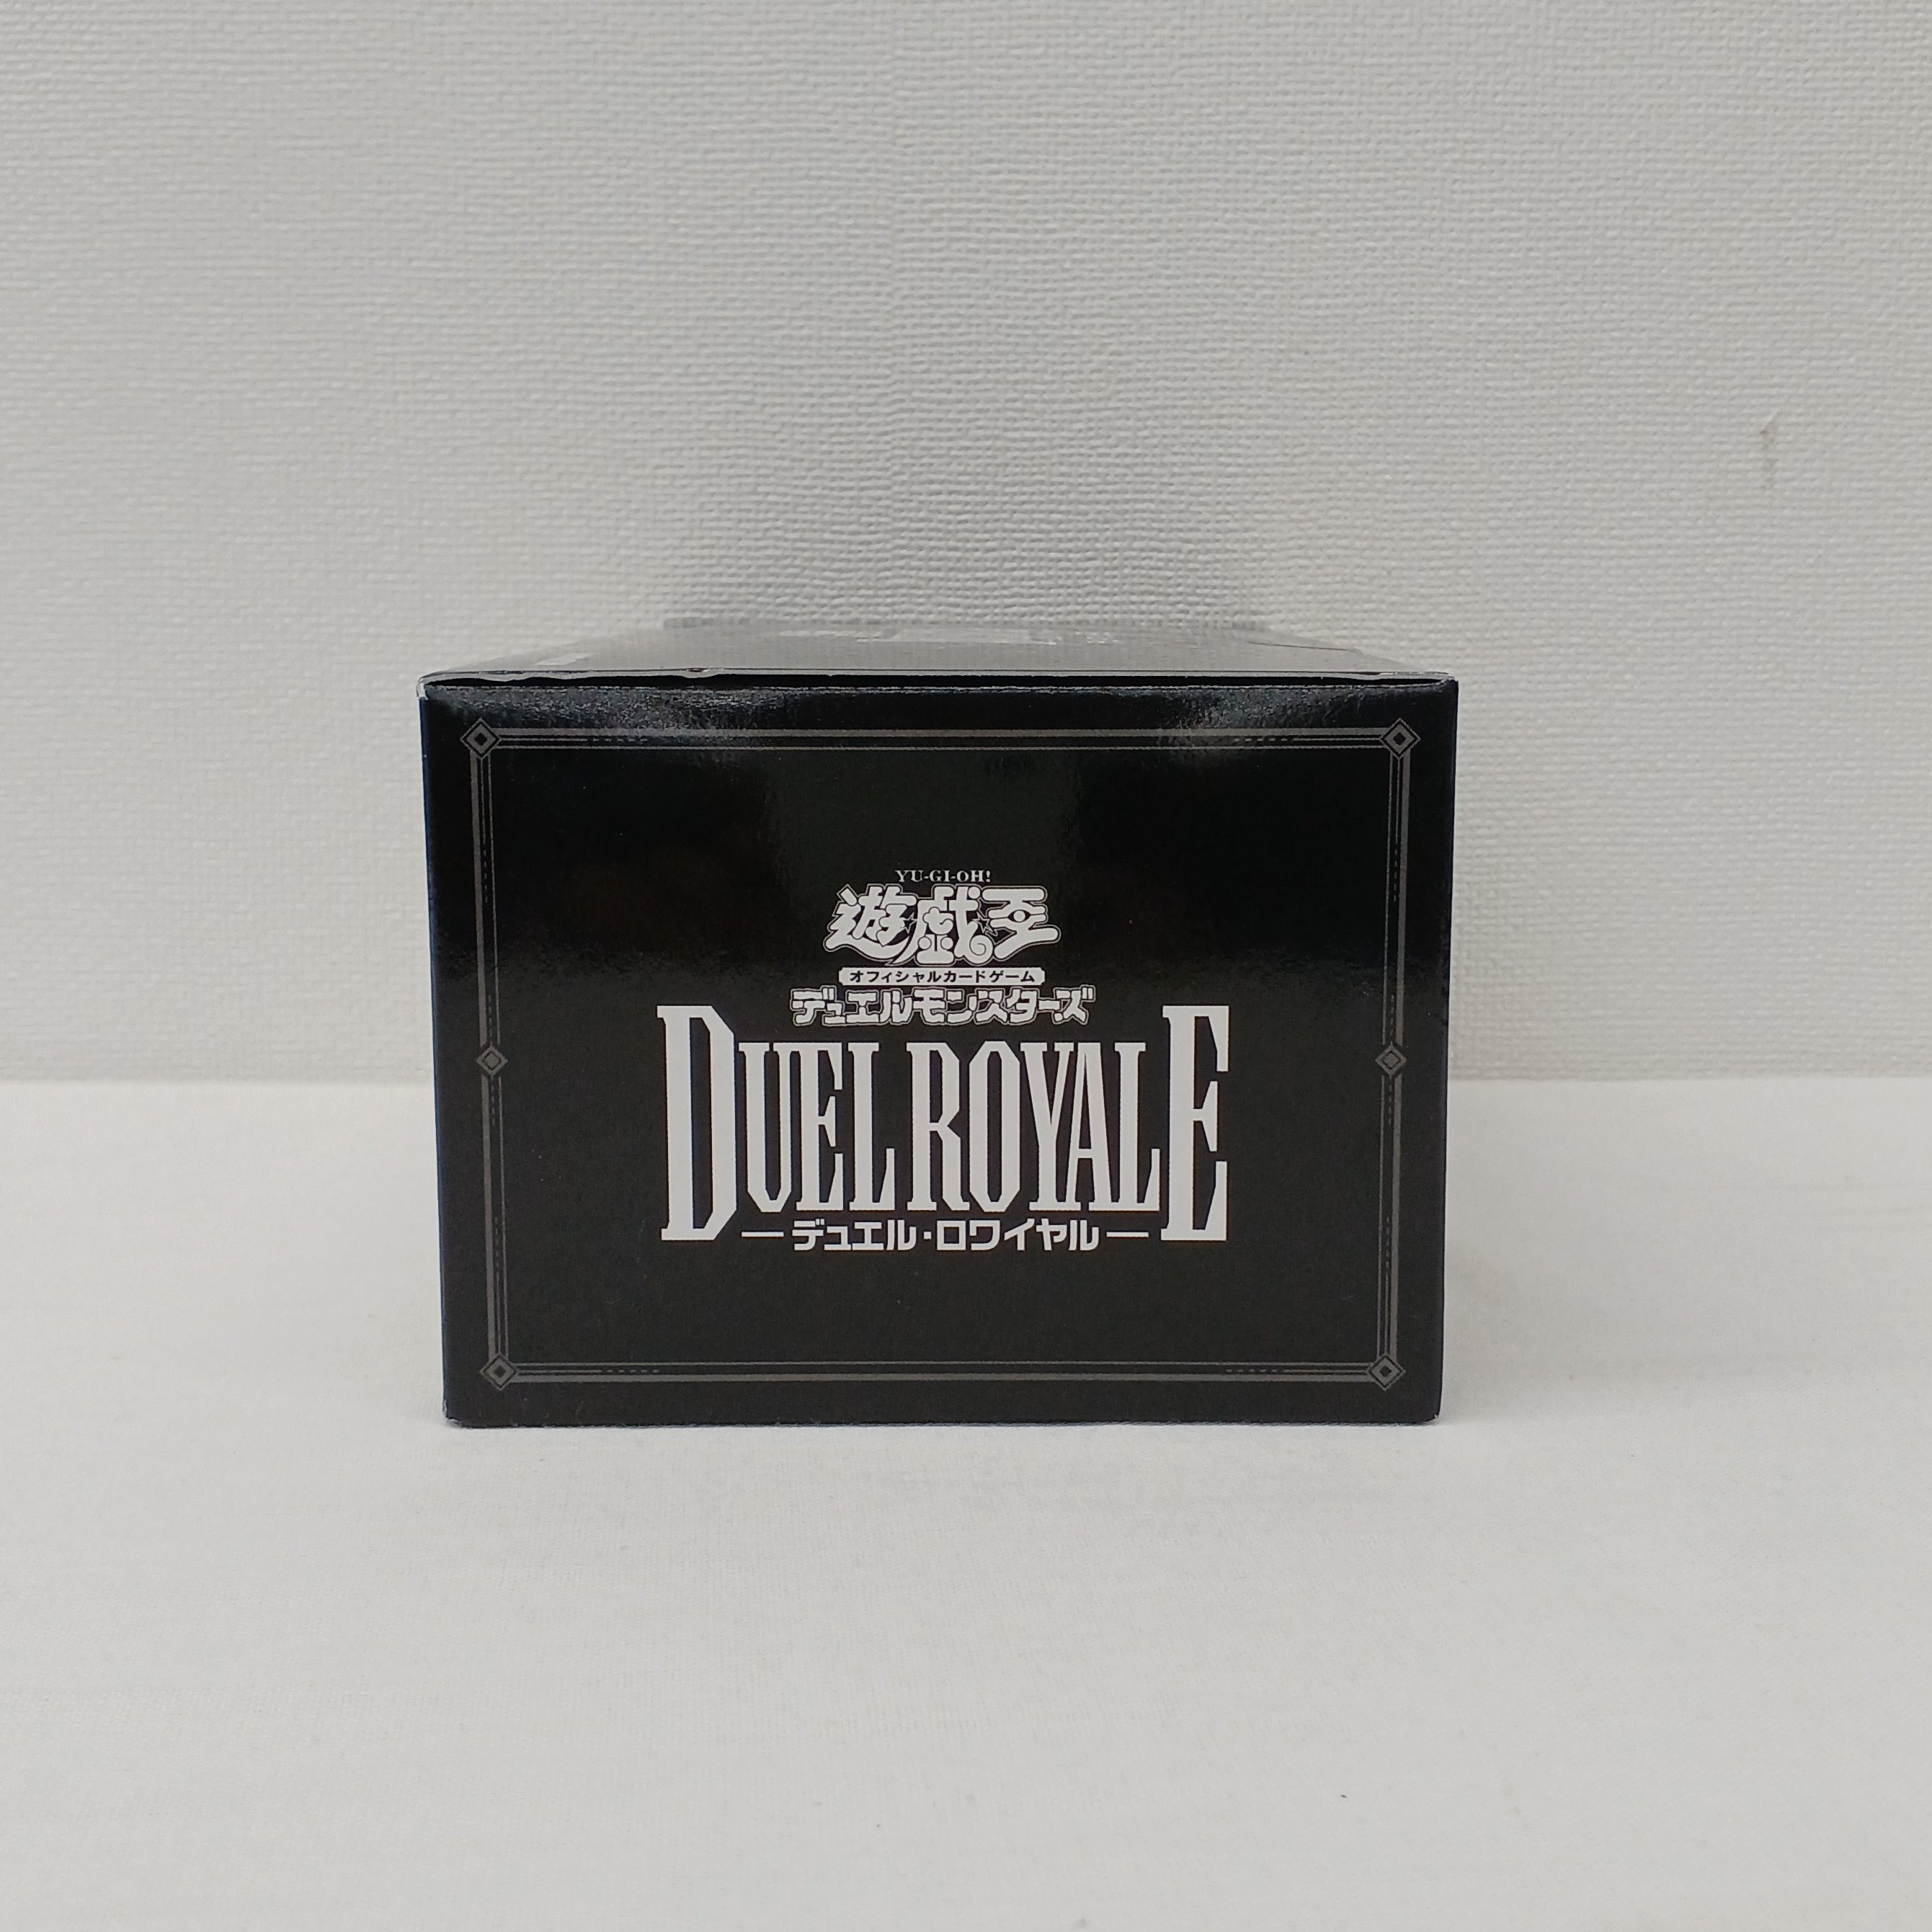 YU-GI-OH!
遊戯王
オフィシャルカードゲーム
デュエルモンスターズ
DUEL ROYALE
デュエル・ロワイヤル